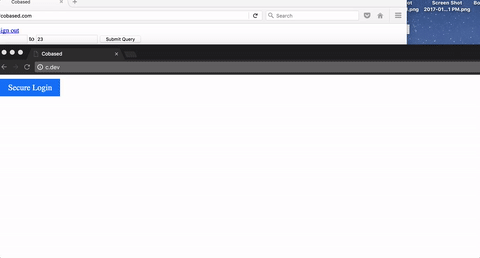 Cobased
cobased.com
Search
ign out
to 23
Submit Query
Screen Shot
2017-01...1 PM.png
.png
ot
Bo
Cobased
c.dev
Secure Login